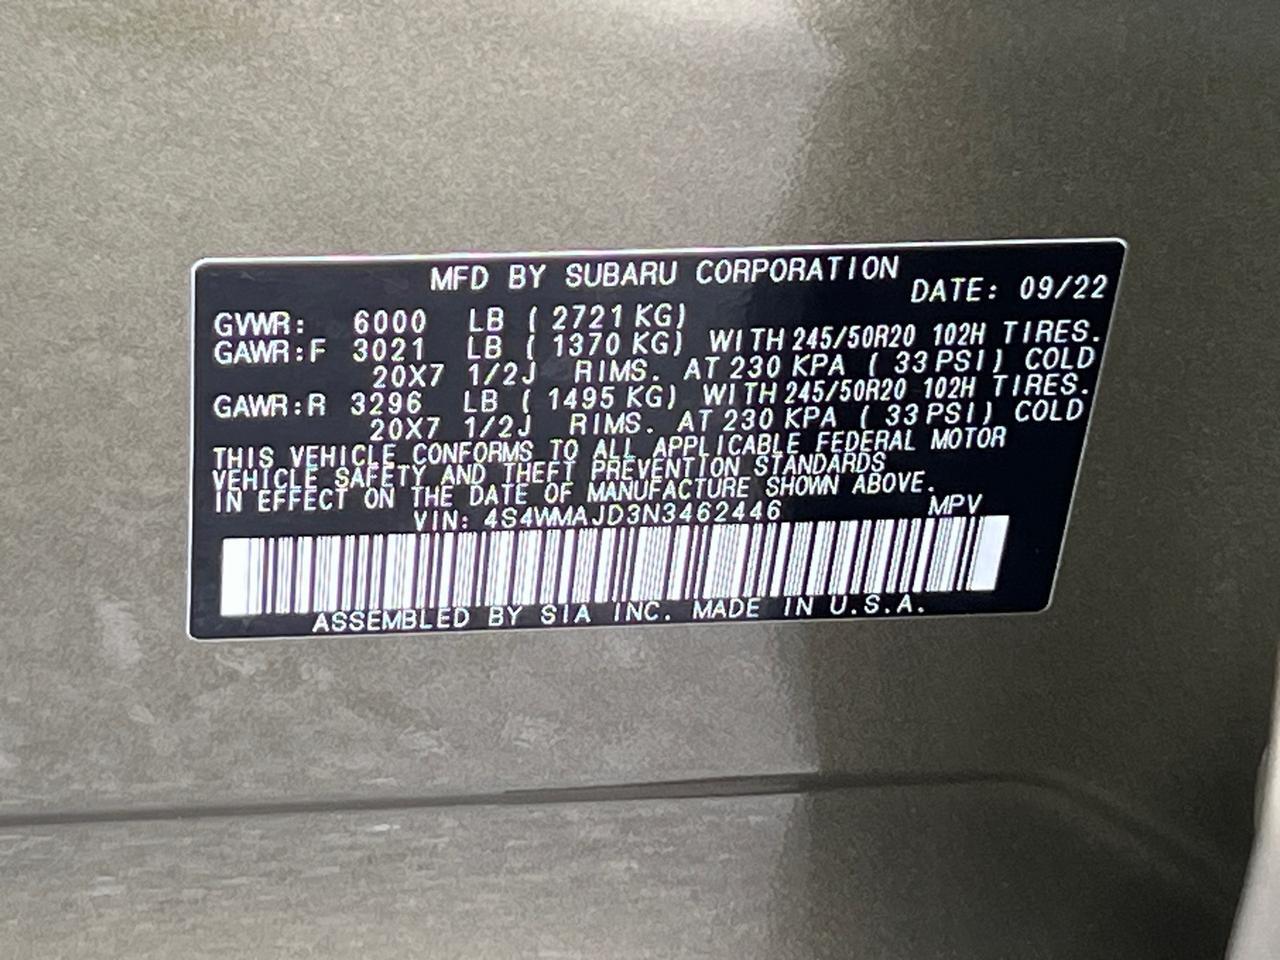 MFD BY SUBARU CORPORATION
DATE: 09/22
GVWR: 6000 LB ( 2721 KG)
GAWR:F 3021 LB ( 1370 KG) WITH 245/50R20 102H TIRES.
20X7 1/2J RIMS. AT 230 KPA ( 33 PSI) COLD
GAWR:R 3296 LB ( 1495 KG) WITH 245/50R20 102H TIRES.
20X7 1/2J RIMS. AT 230 KPA ( 33 PSI) COLD
THIS VEHICLE CONFORMS TO ALL APPLICABLE FEDERAL MOTOR
VEHICLE SAFETY AND THEFT PREVENTION STANDARDS
IN EFFECT ON THE DATE OF MANUFACTURE SHOWN ABOVE.
VIN: 4S4WMAJD3N3462446 MPV
ASSEMBLED BY SIA INC. MADE IN U.S.A.